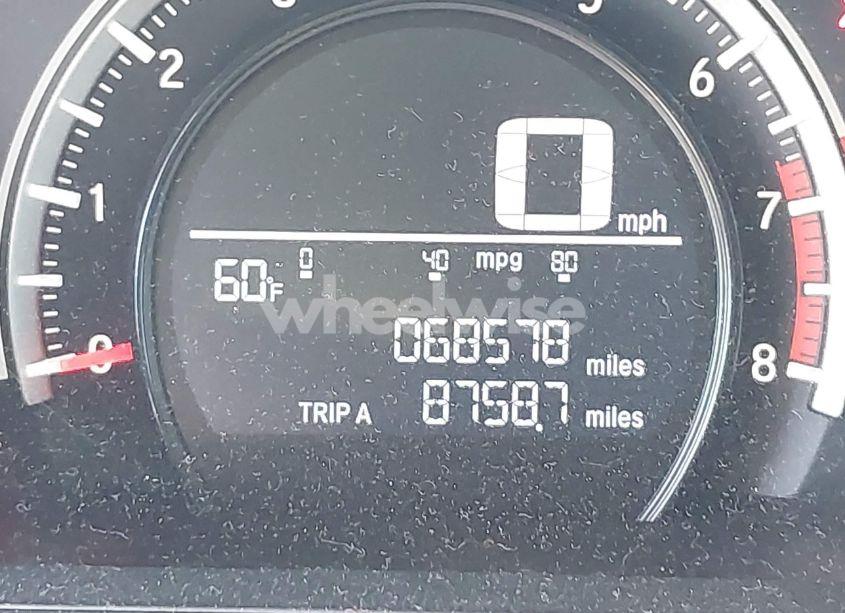 2 6
0 mph
1 7
0 40 mpg 80
60°F
wheelwise
068578 miles
0 8
TRIP A 8758.7 miles